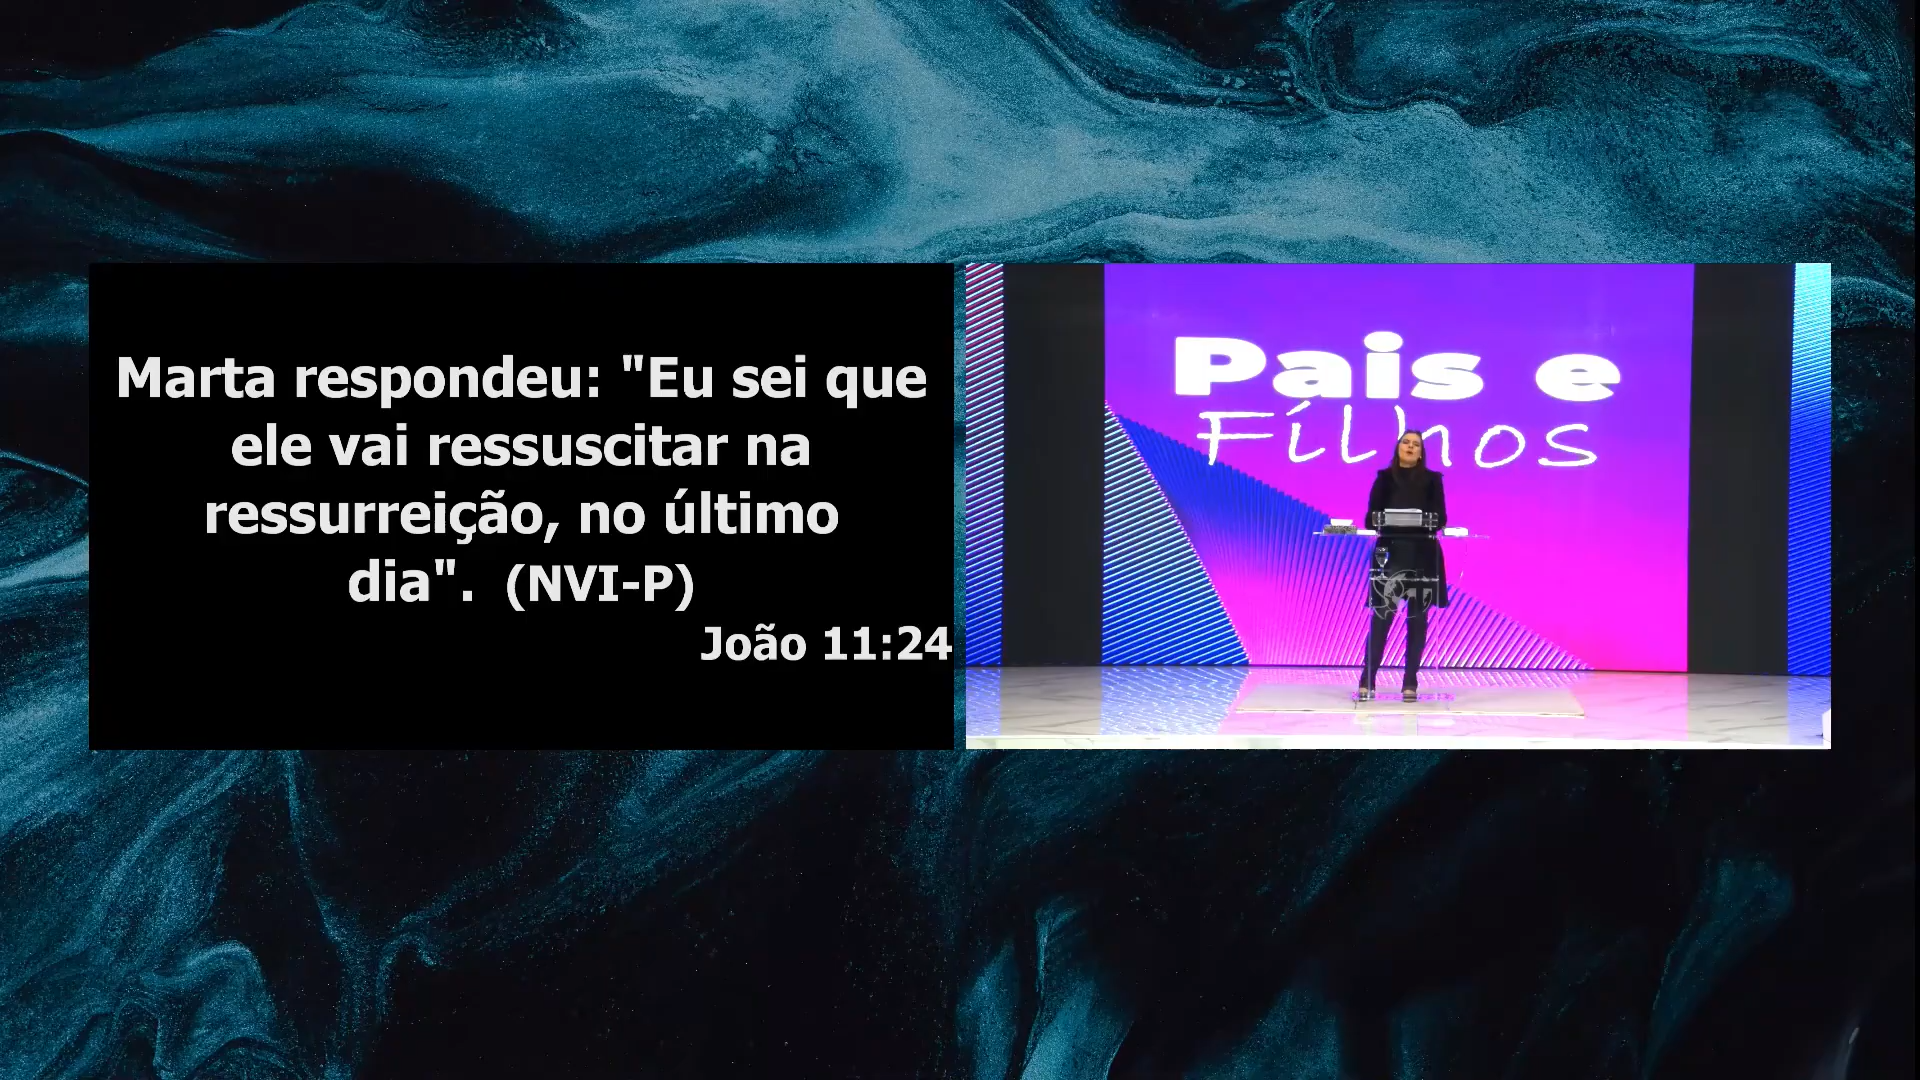 Marta respondeu: "Eu sei que
ele vai ressuscitar na
ressurreição, no último
dia". (NVI-P)
João 11:24
Pais e
Filhos